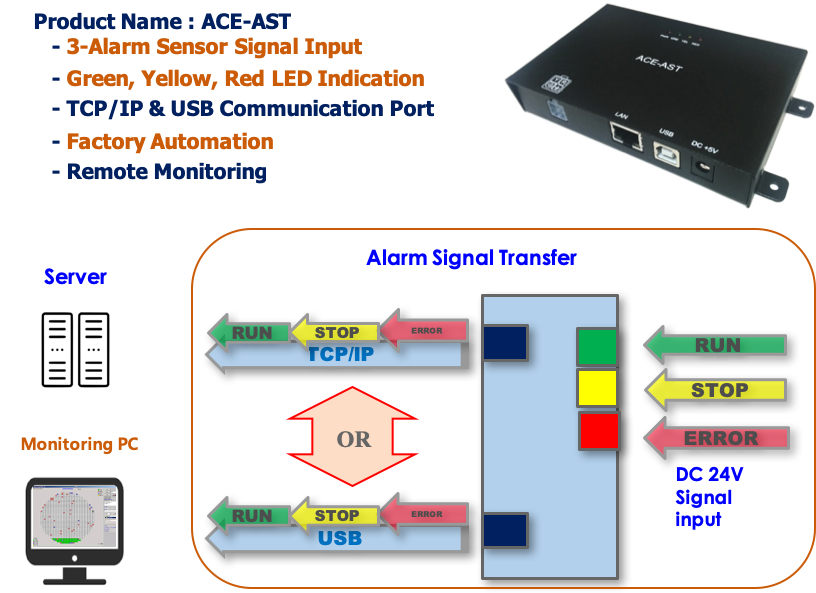 Product Name : ACE-AST
- 3-Alarm Sensor Signal Input
- Green, Yellow, Red LED Indication
- TCP/IP & USB Communication Port
- Factory Automation
- Remote Monitoring
ACE-AST
LAN
USB
DC +5V
Alarm Signal Transfer
Server
RUN
STOP
ERROR
TCP/IP
RUN
STOP
ERROR
OR
Monitoring PC
DC 24V
Signal
input
RUN
STOP
ERROR
USB